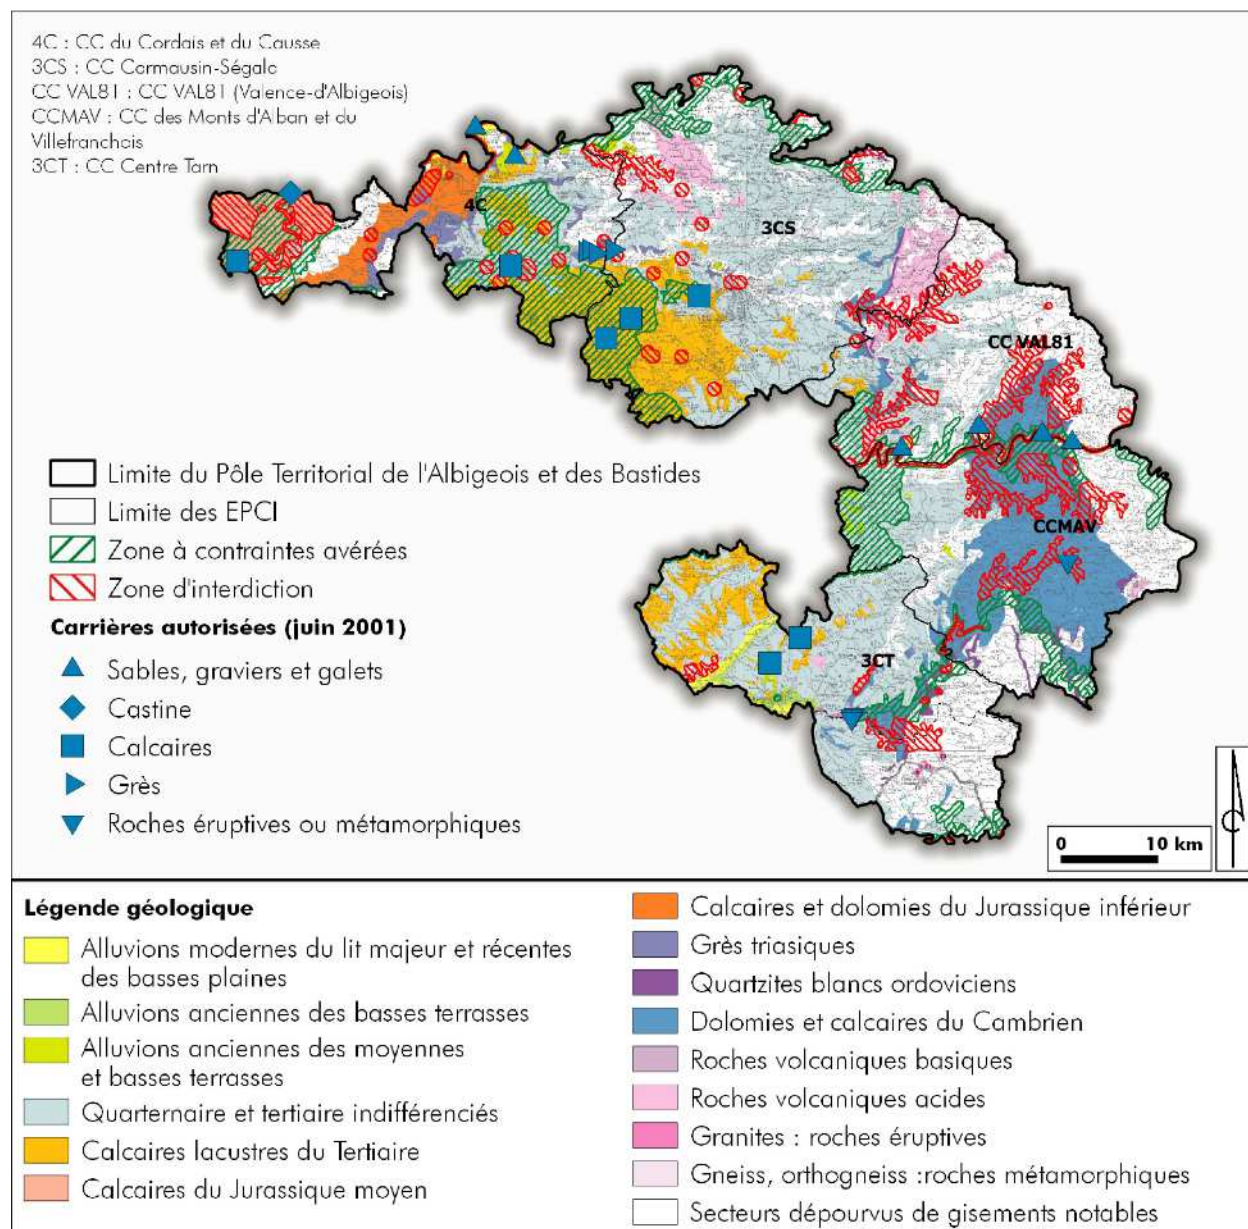 4C : CC du Cordais et du Causse
3CS : CC Carmausin-Ségala
CC VAL81 : CC VAL81 (Valence-d'Albigeois)
CCMAV : CC des Monts d'Alban et du
Villefranchois
3CT : CC Centre Tarn
4C
3CS
CC VAL81
CCMAV
3CT
Limite du Pôle Territorial de l'Albigeois et des Bastides
Limite des EPCI
Zone à contraintes avérées
Zone d'interdiction
Carrières autorisées (juin 2001)
Sables, graviers et galets
Castine
Calcaires
Grès
Roches éruptives ou métamorphiques
0 10 km
Légende géologique
Alluvions modernes du lit majeur et récentes
des basses plaines
Alluvions anciennes des basses terrasses
Alluvions anciennes des moyennes
et basses terrasses
Quarternaire et tertiaire indifférenciés
Calcaires lacustres du Tertiaire
Calcaires du Jurassique moyen
Calcaires et dolomies du Jurassique inférieur
Grès triasiques
Quartzites blancs ordoviciens
Dolomies et calcaires du Cambrien
Roches volcaniques basiques
Roches volcaniques acides
Granites : roches éruptives
Gneiss, orthogneiss :roches métamorphiques
Secteurs dépourvus de gisements notables